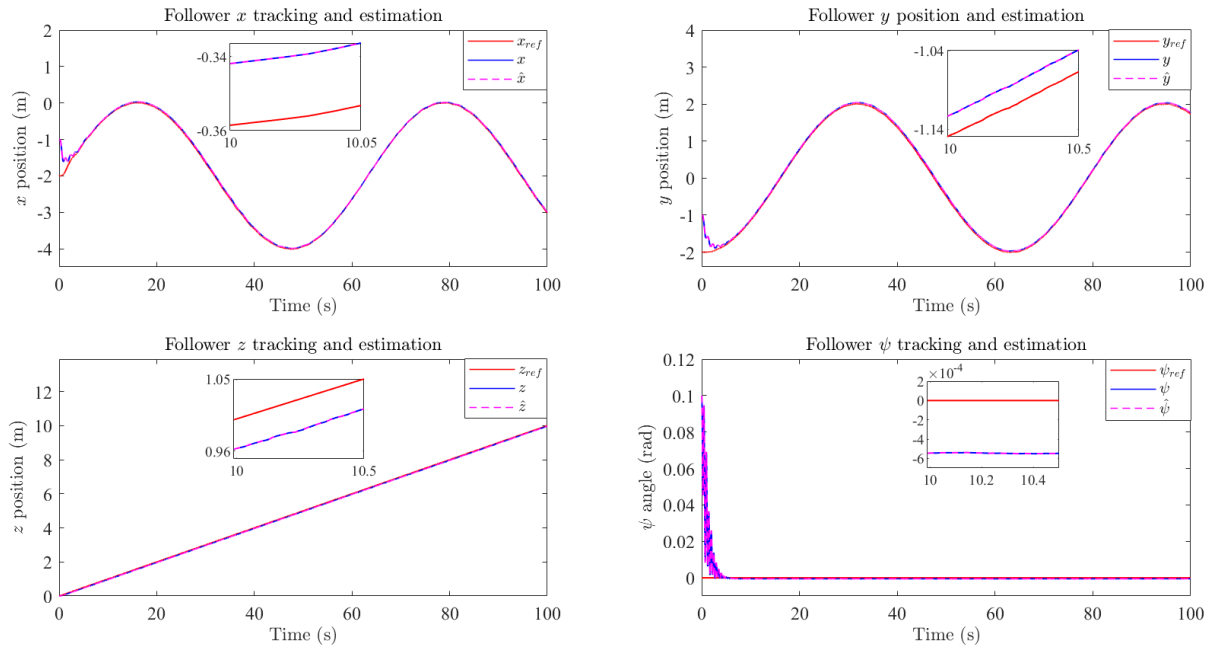 Follower x tracking and estimation
2
1
0
-1
-2
-3
-4
x position (m)
0 20 40 60 80 100
Time (s)
x_ref
x
x̂
-0.34
-0.36
10 10.05
Follower y position and estimation
4
3
2
1
0
-1
-2
y position (m)
0 20 40 60 80 100
Time (s)
y_ref
y
ŷ
-1.04
-1.14
10 10.5
Follower z tracking and estimation
12
10
8
6
4
2
0
z position (m)
0 20 40 60 80 100
Time (s)
z_ref
z
ẑ
1.05
0.96
10 10.5
Follower ψ tracking and estimation
0.12
0.1
0.08
0.06
0.04
0.02
0
ψ angle (rad)
0 20 40 60 80 100
Time (s)
ψ_ref
ψ
ψ̂
×10⁻⁴
2
0
-2
-4
-6
10 10.2 10.4